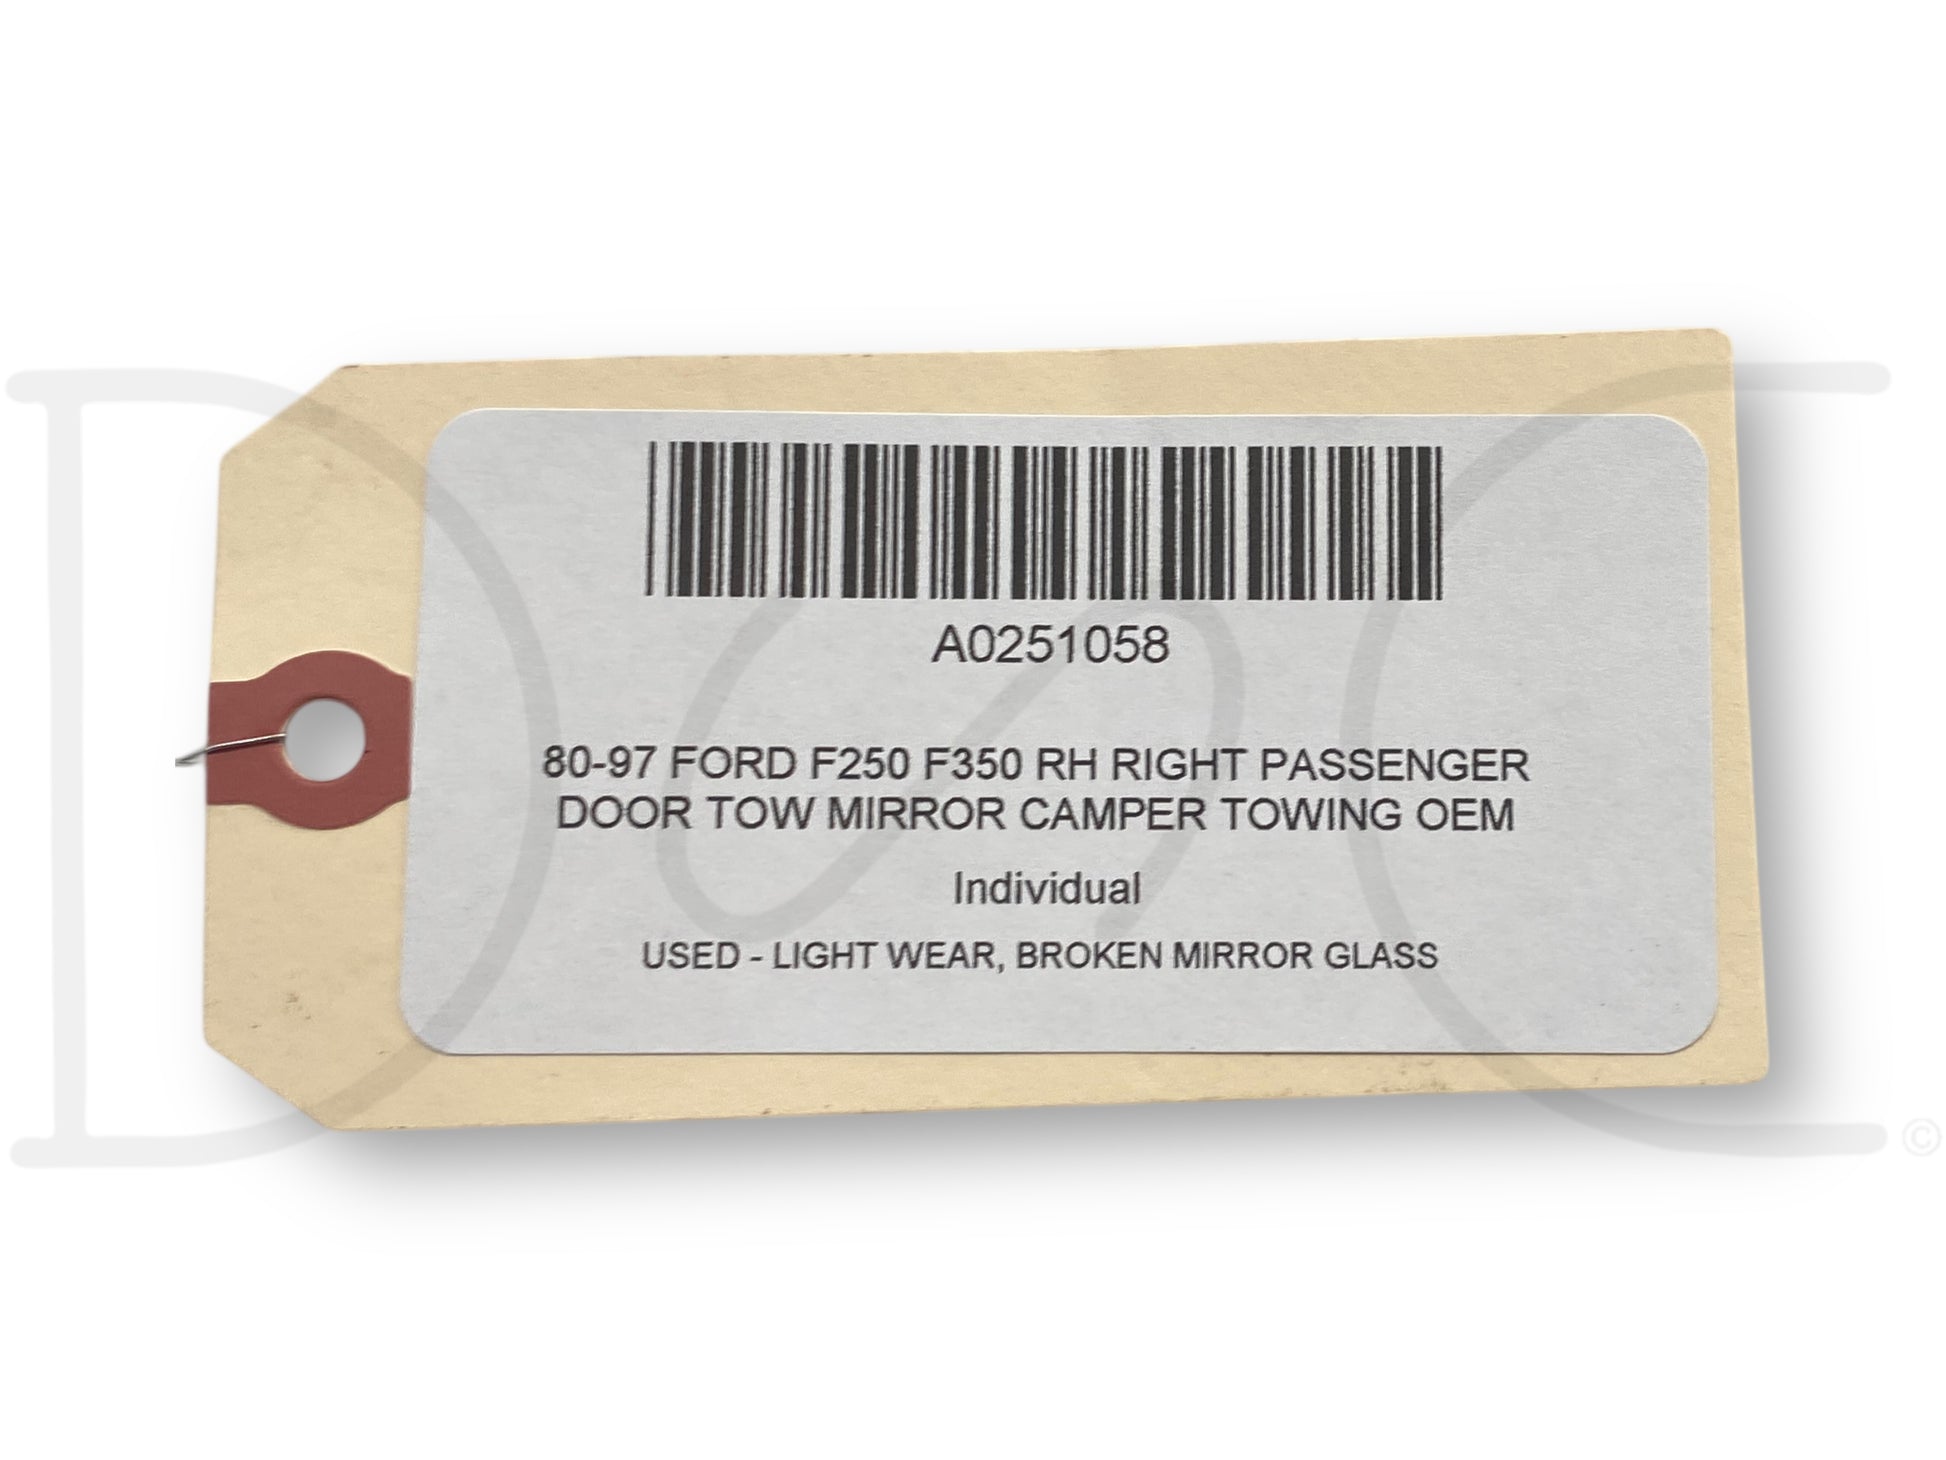 A0251058
80-97 FORD F250 F350 RH RIGHT PASSENGER
DOOR TOW MIRROR CAMPER TOWING OEM
Individual
USED - LIGHT WEAR, BROKEN MIRROR GLASS
©